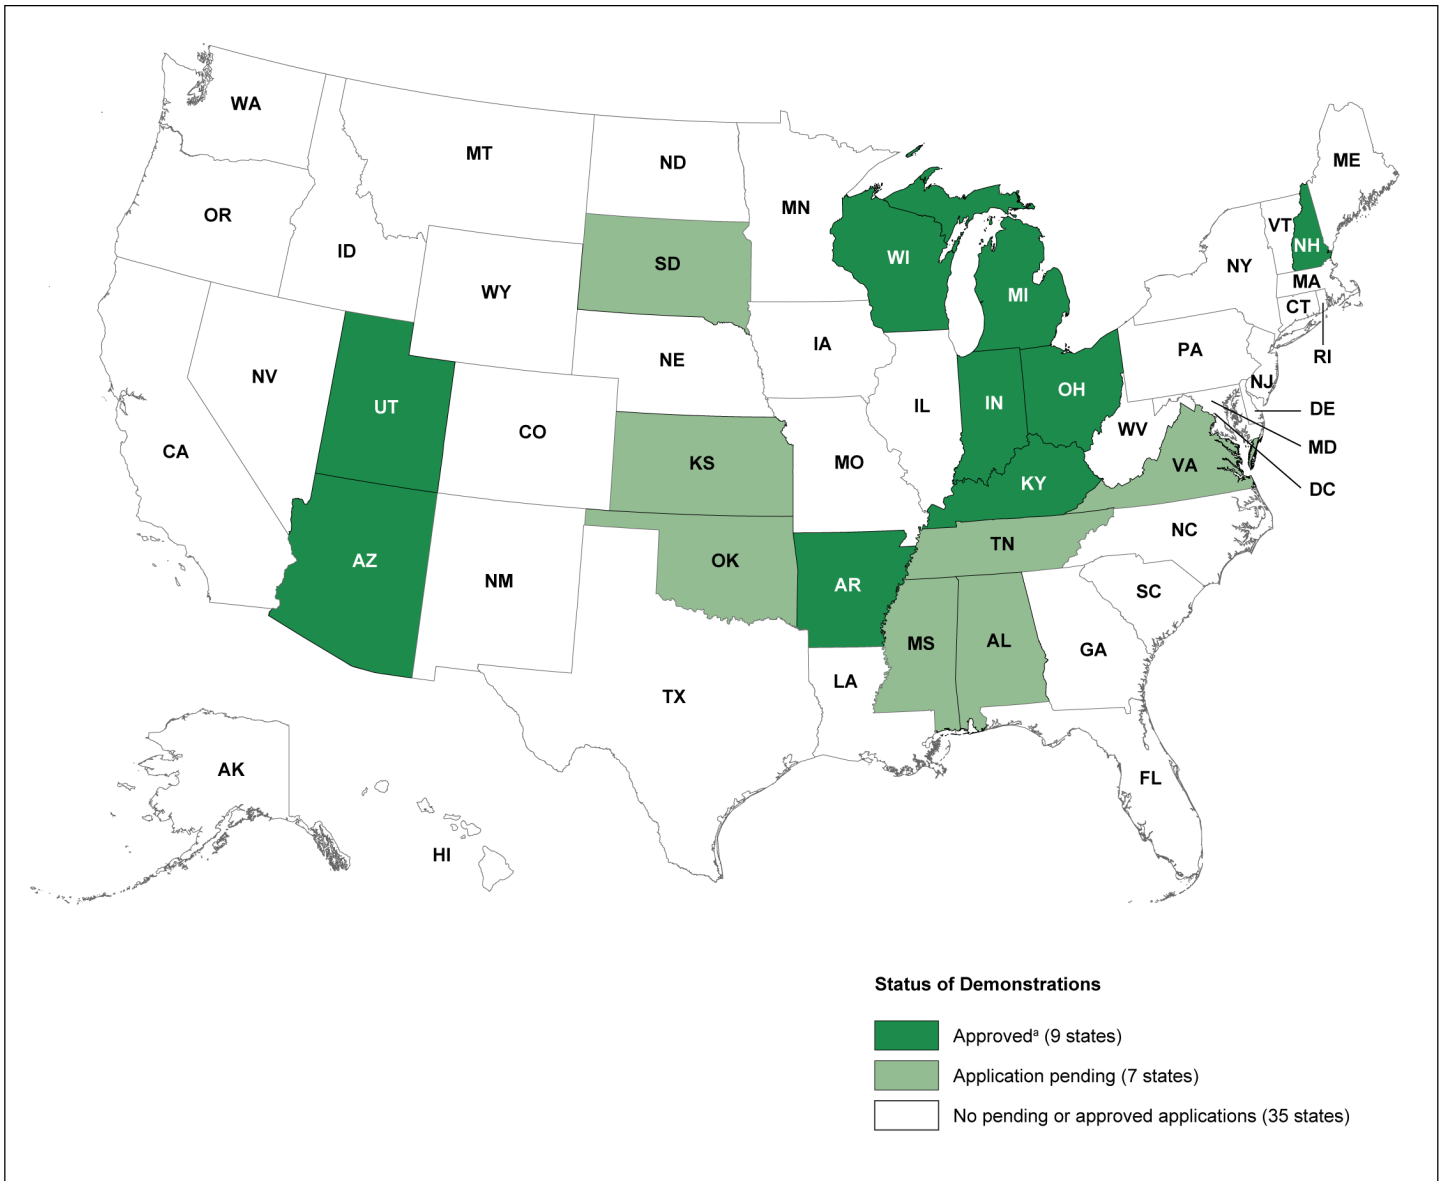 WA
MT
ND
ME
MN
OR
VT
NH
ID
WI
SD
NY
MA
WY
MI
CT
IA
PA
RI
NE
NV
NJ
UT
OH
IN
IL
DE
CO
WV
MD
CA
KS
MO
VA
KY
DC
NC
TN
AZ
OK
NM
AR
SC
MS
AL
GA
LA
TX
AK
FL
HI
Status of Demonstrations
Approvedᵃ (9 states)
Application pending (7 states)
No pending or approved applications (35 states)